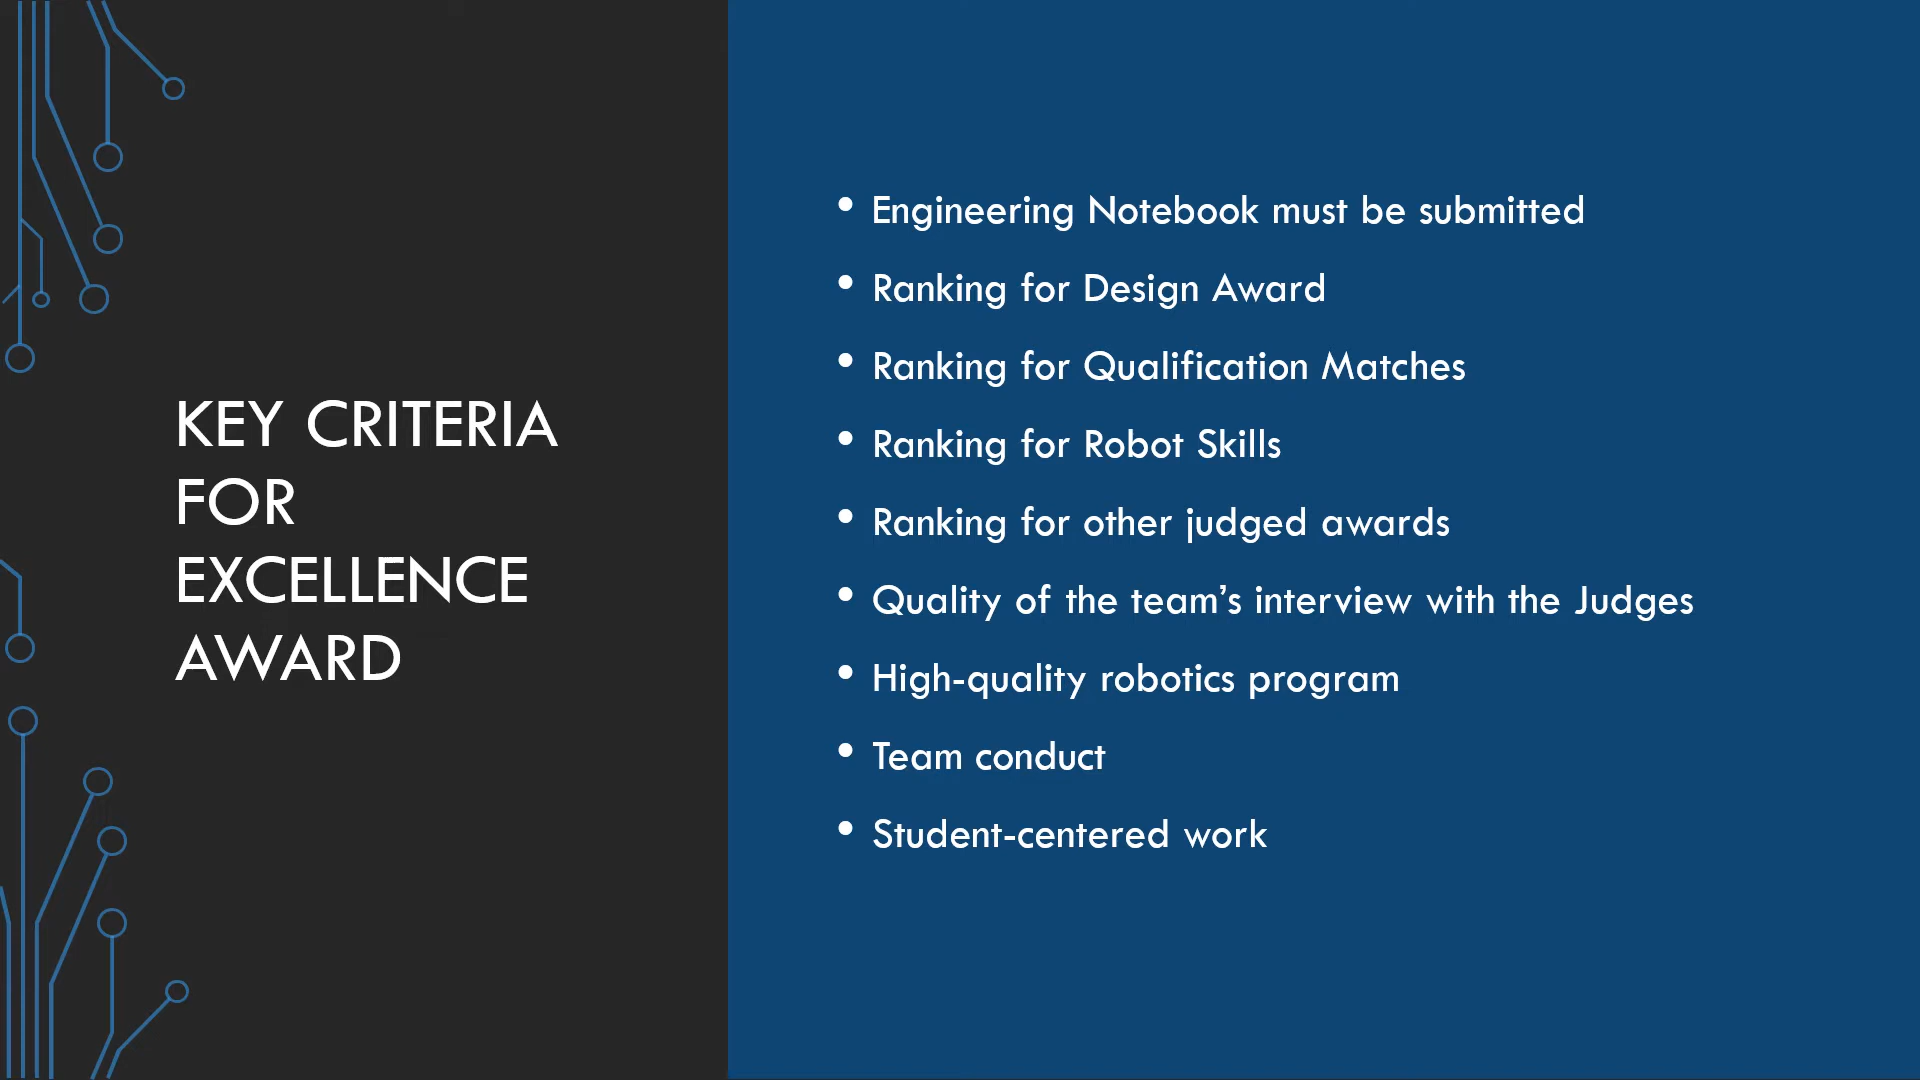 KEY CRITERIA
FOR
EXCELLENCE
AWARD
• Engineering Notebook must be submitted
• Ranking for Design Award
• Ranking for Qualification Matches
• Ranking for Robot Skills
• Ranking for other judged awards
• Quality of the team’s interview with the Judges
• High-quality robotics program
• Team conduct
• Student-centered work